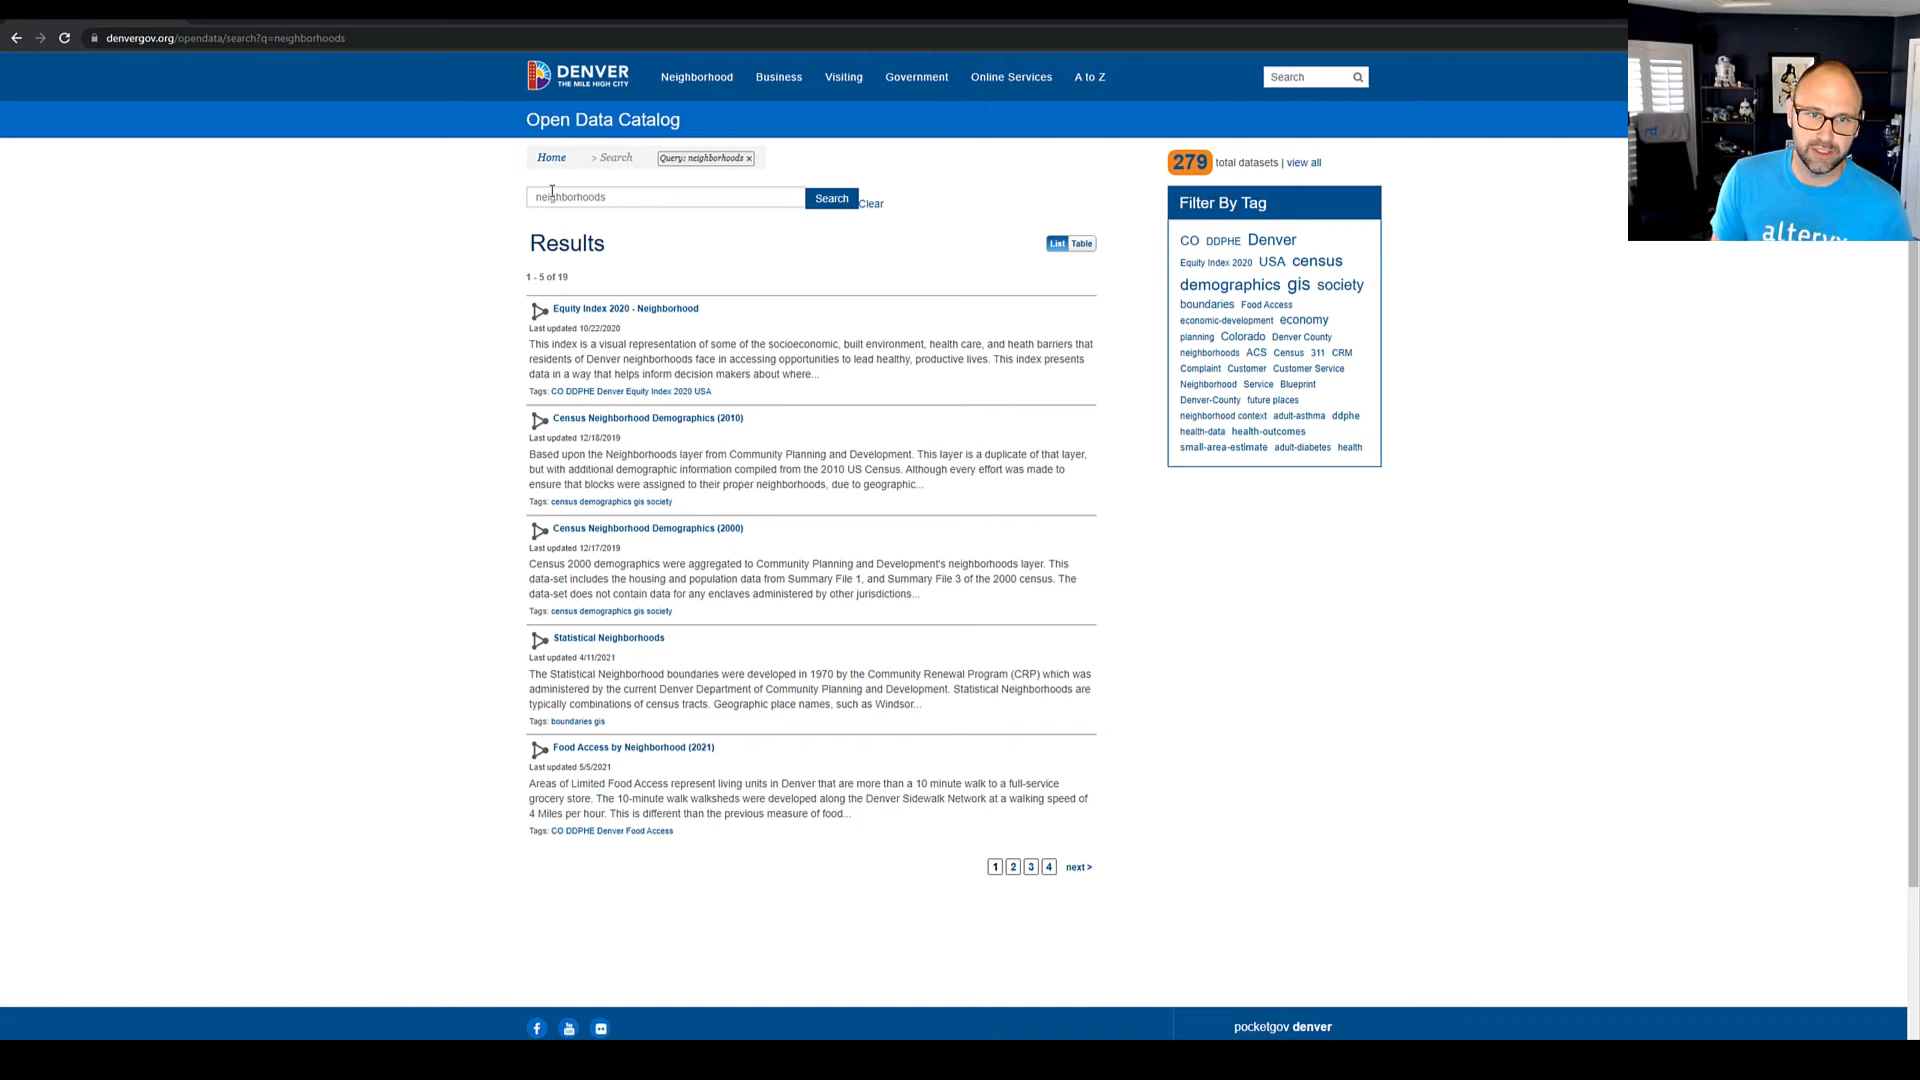 denvergov.org/opendata/search?q=neighborhoods
DENVER
THE MILE HIGH CITY
Neighborhood Business Visiting Government Online Services A to Z
Search
Open Data Catalog
Home > Search Query: neighborhoods ×
neighborhoods
Search
Clear
279 total datasets | view all
Filter By Tag
CO DDPHE Denver
Equity Index 2020 USA census
demographics gis society
boundaries Food Access
economic-development economy
planning Colorado Denver County
neighborhoods ACS Census 311 CRM
Complaint Customer Customer Service
Neighborhood Service Blueprint
Denver-County future places
neighborhood context adult-asthma ddphe
health-data health-outcomes
small-area-estimate adult-diabetes health
Results
List Table
1 - 5 of 19
Equity Index 2020 - Neighborhood
Last updated 10/22/2020
This index is a visual representation of some of the socioeconomic, built environment, health care, and heath barriers that
residents of Denver neighborhoods face in accessing opportunities to lead healthy, productive lives. This index presents
data in a way that helps inform decision makers about where...
Tags: CO DDPHE Denver Equity Index 2020 USA
Census Neighborhood Demographics (2010)
Last updated 12/18/2019
Based upon the Neighborhoods layer from Community Planning and Development. This layer is a duplicate of that layer,
but with additional demographic information compiled from the 2010 US Census. Although every effort was made to
ensure that blocks were assigned to their proper neighborhoods, due to geographic...
Tags: census demographics gis society
Census Neighborhood Demographics (2000)
Last updated 12/17/2019
Census 2000 demographics were aggregated to Community Planning and Development's neighborhoods layer. This
data-set includes the housing and population data from Summary File 1, and Summary File 3 of the 2000 census. The
data-set does not contain data for any enclaves administered by other jurisdictions...
Tags: census demographics gis society
Statistical Neighborhoods
Last updated 4/11/2021
The Statistical Neighborhood boundaries were developed in 1970 by the Community Renewal Program (CRP) which was
administered by the current Denver Department of Community Planning and Development. Statistical Neighborhoods are
typically combinations of census tracts. Geographic place names, such as Windsor...
Tags: boundaries gis
Food Access by Neighborhood (2021)
Last updated 5/5/2021
Areas of Limited Food Access represent living units in Denver that are more than a 10 minute walk to a full-service
grocery store. The 10-minute walk walksheds were developed along the Denver Sidewalk Network at a walking speed of
4 Miles per hour. This is different than the previous measure of food...
Tags: CO DDPHE Denver Food Access
1 2 3 4 next >
pocketgov denver